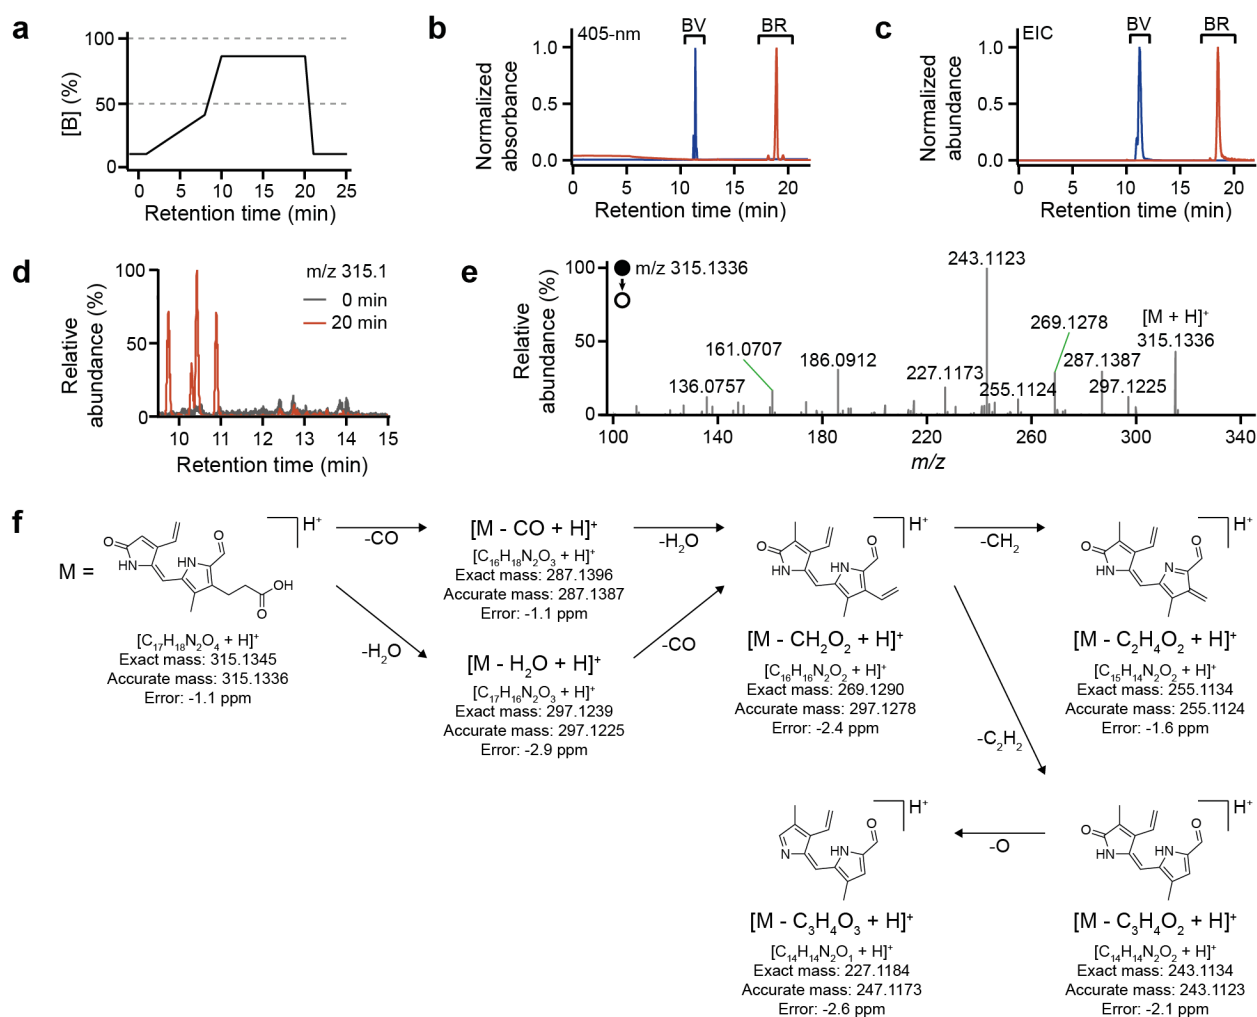 a
100
50
0
[B] (%)
0 5 10 15 20 25
Retention time (min)
b
405-nm
BV
BR
1.0
0.5
0.0
Normalized
absorbance
0 5 10 15 20
Retention time (min)
c
EIC
BV
BR
1.0
0.5
0.0
Normalized
abundance
0 5 10 15 20
Retention time (min)
d
m/z 315.1
0 min
20 min
100
50
0
Relative
abundance (%)
10 11 12 13 14 15
Retention time (min)
e
m/z 315.1336
100
50
0
Relative
abundance (%)
136.0757
161.0707
186.0912
227.1173
243.1123
255.1124
269.1278
287.1387
297.1225
[M + H]⁺
315.1336
100 140 180 220 260 300 340
m/z
f
M =
O
NH
HN
O
OH
O
H⁺
[C₁₇H₁₈N₂O₄ + H]⁺
Exact mass: 315.1345
Accurate mass: 315.1336
Error: -1.1 ppm
-CO
-H₂O
[M - CO + H]⁺
[C₁₆H₁₈N₂O₃ + H]⁺
Exact mass: 287.1396
Accurate mass: 287.1387
Error: -1.1 ppm
[M - H₂O + H]⁺
[C₁₇H₁₆N₂O₃ + H]⁺
Exact mass: 297.1239
Accurate mass: 297.1225
Error: -2.9 ppm
-H₂O
-CO
O
NH
HN
O
H⁺
[M - CH₂O₂ + H]⁺
[C₁₆H₁₆N₂O₂ + H]⁺
Exact mass: 269.1290
Accurate mass: 297.1278
Error: -2.4 ppm
-CH₂
-C₂H₂
O
NH
N
O
H⁺
[M - C₂H₄O₂ + H]⁺
[C₁₅H₁₄N₂O₂ + H]⁺
Exact mass: 255.1134
Accurate mass: 255.1124
Error: -1.6 ppm
N
HN
O
H⁺
[M - C₃H₄O₃ + H]⁺
[C₁₄H₁₄N₂O₁ + H]⁺
Exact mass: 227.1184
Accurate mass: 247.1173
Error: -2.6 ppm
-O
O
NH
HN
O
H⁺
[M - C₃H₄O₂ + H]⁺
[C₁₄H₁₄N₂O₂ + H]⁺
Exact mass: 243.1134
Accurate mass: 243.1123
Error: -2.1 ppm